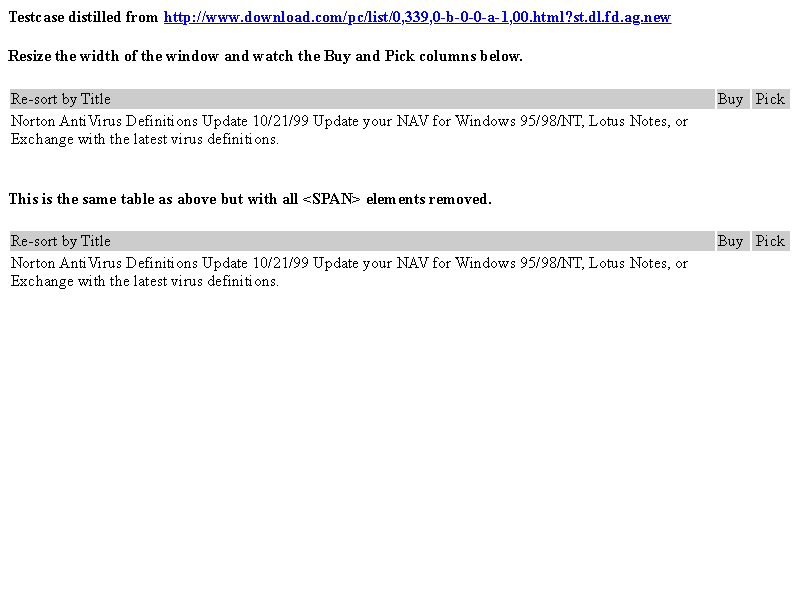 Testcase distilled from http://www.download.com/pc/list/0,339,0-b-0-0-a-1,00.html?st.dl.fd.ag.new
Resize the width of the window and watch the Buy and Pick columns below.
Re-sort by Title Buy Pick
Norton AntiVirus Definitions Update 10/21/99 Update your NAV for Windows 95/98/NT, Lotus Notes, or
Exchange with the latest virus definitions.
This is the same table as above but with all <SPAN> elements removed.
Re-sort by Title Buy Pick
Norton AntiVirus Definitions Update 10/21/99 Update your NAV for Windows 95/98/NT, Lotus Notes, or
Exchange with the latest virus definitions.